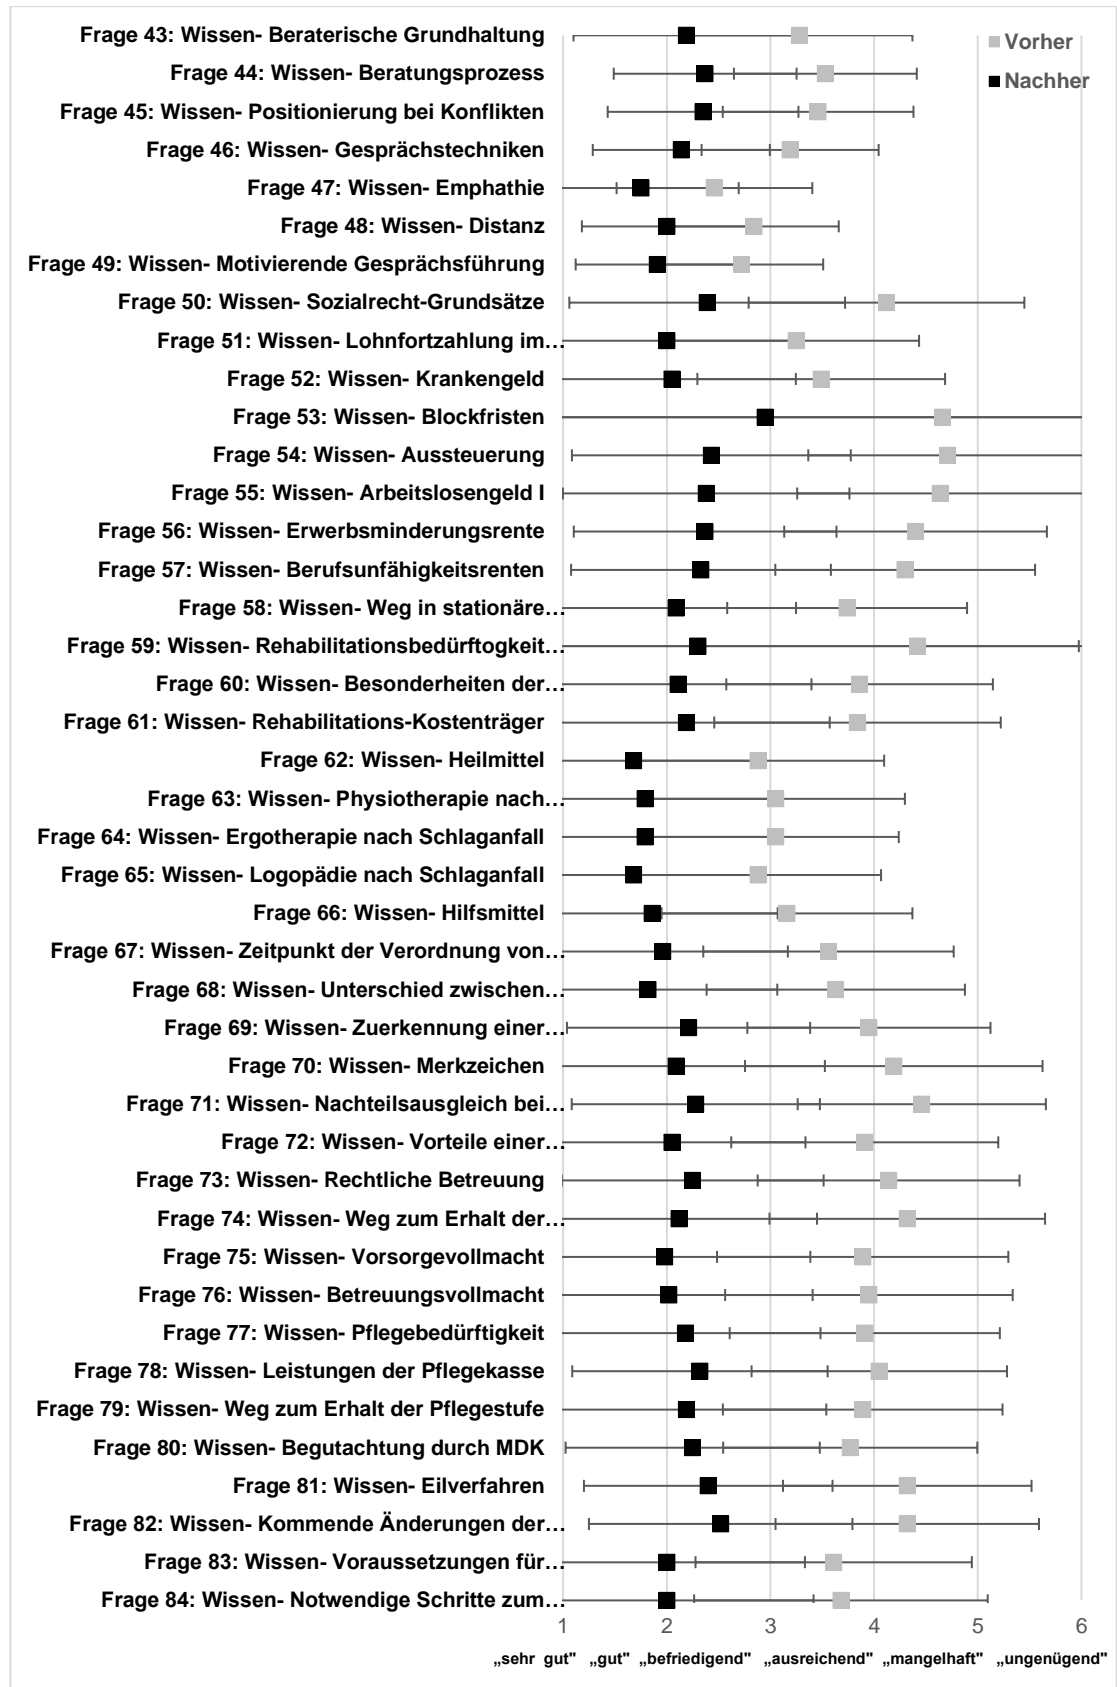 Frage 43: Wissen- Beraterische Grundhaltung
Vorher
Frage 44: Wissen- Beratungsprozess
Nachher
Frage 45: Wissen- Positionierung bei Konflikten
Frage 46: Wissen- Gesprächstechniken
Frage 47: Wissen- Emphathie
Frage 48: Wissen- Distanz
Frage 49: Wissen- Motivierende Gesprächsführung
Frage 50: Wissen- Sozialrecht-Grundsätze
Frage 51: Wissen- Lohnfortzahlung im…
Frage 52: Wissen- Krankengeld
Frage 53: Wissen- Blockfristen
Frage 54: Wissen- Aussteuerung
Frage 55: Wissen- Arbeitslosengeld I
Frage 56: Wissen- Erwerbsminderungsrente
Frage 57: Wissen- Berufsunfähigkeitsrenten
Frage 58: Wissen- Weg in stationäre…
Frage 59: Wissen- Rehabilitationsbedürftogkeit…
Frage 60: Wissen- Besonderheiten der…
Frage 61: Wissen- Rehabilitations-Kostenträger
Frage 62: Wissen- Heilmittel
Frage 63: Wissen- Physiotherapie nach…
Frage 64: Wissen- Ergotherapie nach Schlaganfall
Frage 65: Wissen- Logopädie nach Schlaganfall
Frage 66: Wissen- Hilfsmittel
Frage 67: Wissen- Zeitpunkt der Verordnung von…
Frage 68: Wissen- Unterschied zwischen…
Frage 69: Wissen- Zuerkennung einer…
Frage 70: Wissen- Merkzeichen
Frage 71: Wissen- Nachteilsausgleich bei…
Frage 72: Wissen- Vorteile einer…
Frage 73: Wissen- Rechtliche Betreuung
Frage 74: Wissen- Weg zum Erhalt der…
Frage 75: Wissen- Vorsorgevollmacht
Frage 76: Wissen- Betreuungsvollmacht
Frage 77: Wissen- Pflegebedürftigkeit
Frage 78: Wissen- Leistungen der Pflegekasse
Frage 79: Wissen- Weg zum Erhalt der Pflegestufe
Frage 80: Wissen- Begutachtung durch MDK
Frage 81: Wissen- Eilverfahren
Frage 82: Wissen- Kommende Änderungen der…
Frage 83: Wissen- Voraussetzungen für…
Frage 84: Wissen- Notwendige Schritte zum…
1 2 3 4 5 6
„sehr gut" „gut" „befriedigend" „ausreichend" „mangelhaft" „ungenügend"